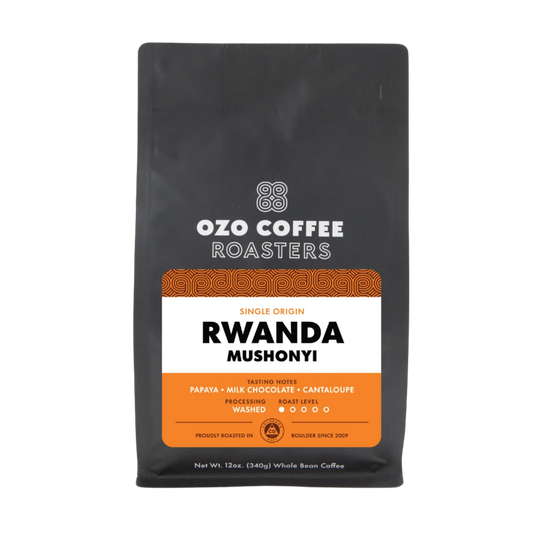 OZO COFFEE
ROASTERS
SINGLE ORIGIN
RWANDA
MUSHONYI
TASTING NOTES
PAPAYA • MILK CHOCOLATE • CANTALOUPE
PROCESSING ROAST LEVEL
WASHED
PROUDLY ROASTED IN BOULDER SINCE 2009
Net Wt. 12oz. (340g) Whole Bean Coffee